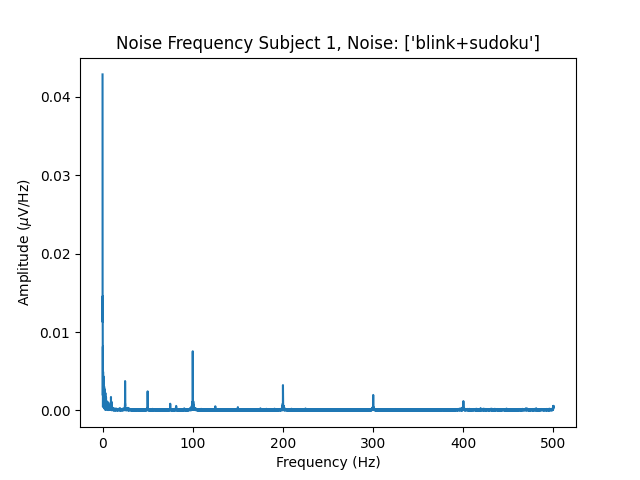 Noise Frequency Subject 1, Noise: ['blink+sudoku']
0.04
0.03
0.02
0.01
0.00
Amplitude (μV/Hz)
0 100 200 300 400 500
Frequency (Hz)